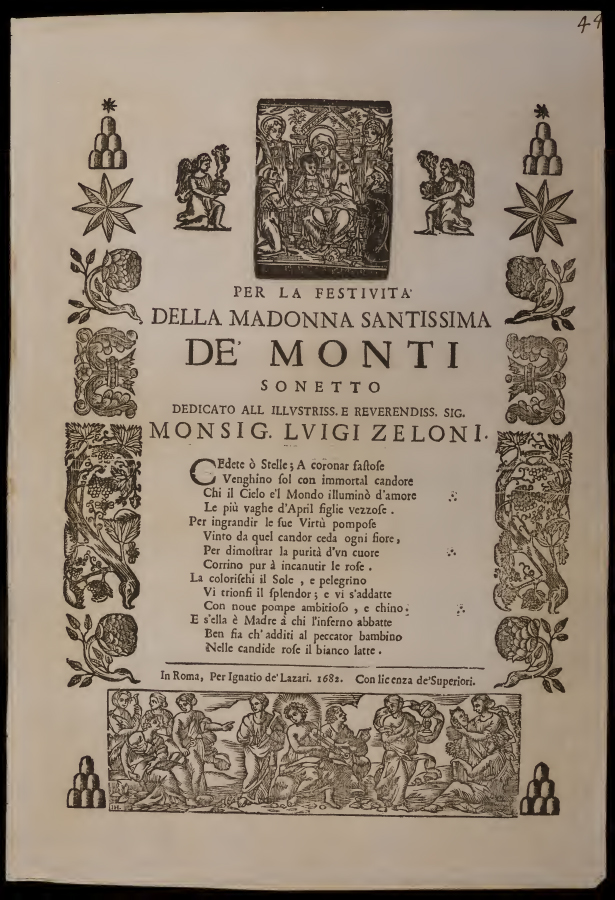 44
PER LA FESTIVITA'
DELLA MADONNA SANTISSIMA
DE' MONTI
SONETTO
DEDICATO ALL ILLVSTRISS. E REVERENDISS. SIG.
MONSIG. LVIGI ZELONI.
CEdete ò Stelle; A coronar faſtoſe
Venghino ſol con immortal candore
Chi il Cielo e'l Mondo illuminò d'amore
Le più vaghe d'April figlie vezzoſe.
Per ingrandir le ſue Virtù pompoſe
Vinto da quel candor ceda ogni fiore,
Per dimoſtrar la purità d'vn cuore
Corrino pur à incanutir le roſe.
La coloriſchi il Sole, e pelegrino
Vi trionfi il ſplendor; e vi s'addatte
Con noue pompe ambitioſo, e chino;
E s'ella è Madre à chi l'inferno abbatte
Ben fia ch' additi al peccator bambino
Nelle candide roſe il bianco latte.
In Roma, Per Ignatio de' Lazari. 1682. Con licenza de'Superiori.
IH.